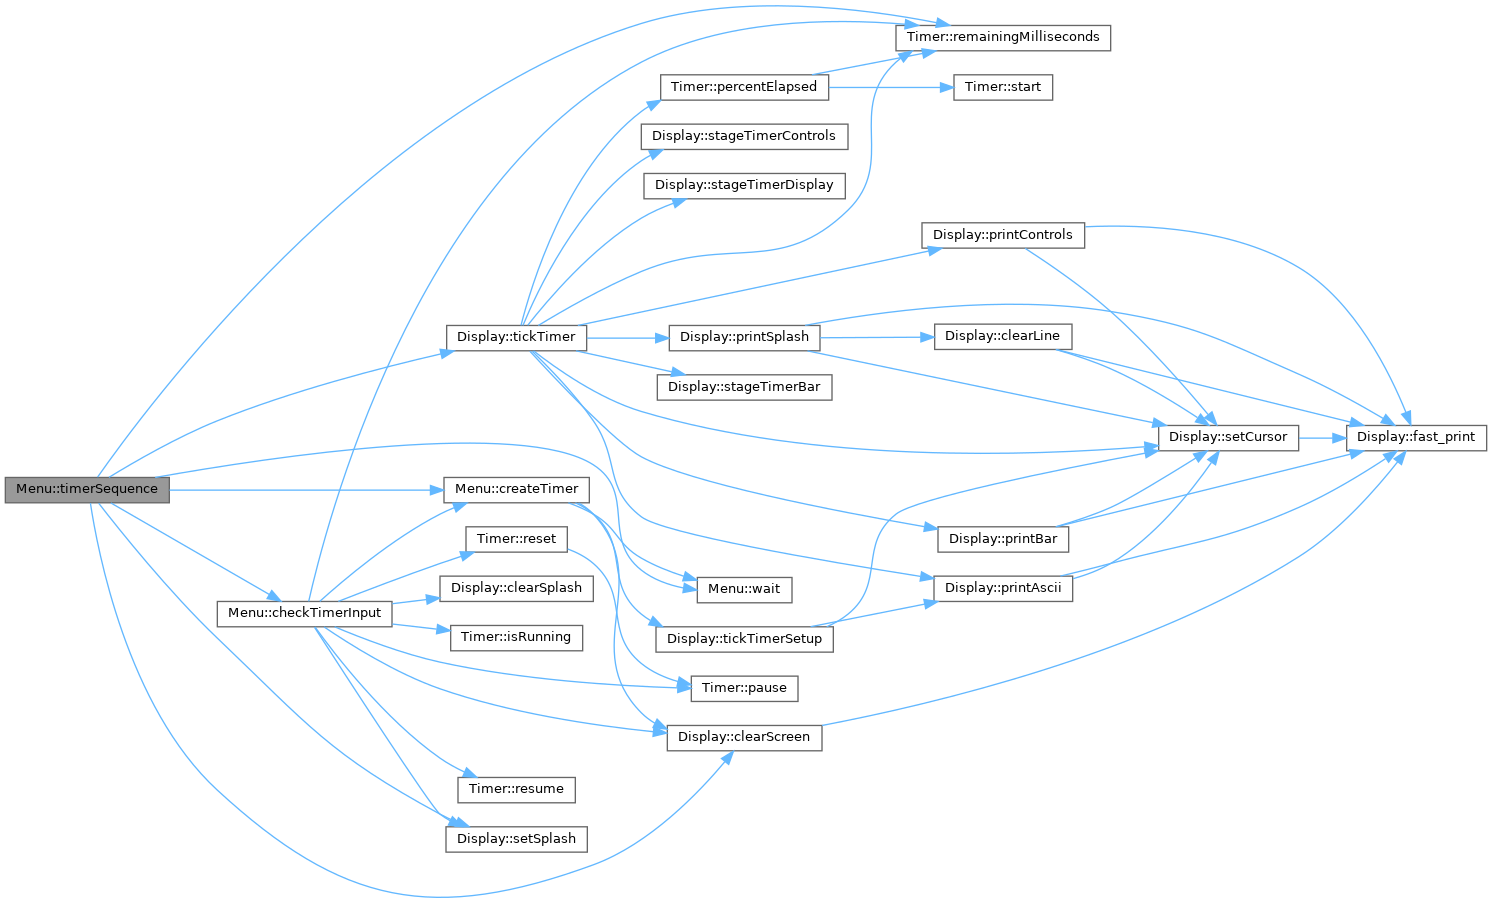 Timer::remainingMilliseconds
Timer::percentElapsed
Timer::start
Display::stageTimerControls
Display::stageTimerDisplay
Display::printControls
Display::tickTimer
Display::printSplash
Display::clearLine
Display::stageTimerBar
Display::setCursor
Display::fast_print
Menu::timerSequence
Menu::createTimer
Timer::reset
Display::printBar
Display::clearSplash
Menu::wait
Display::printAscii
Menu::checkTimerInput
Timer::isRunning
Display::tickTimerSetup
Timer::pause
Display::clearScreen
Timer::resume
Display::setSplash